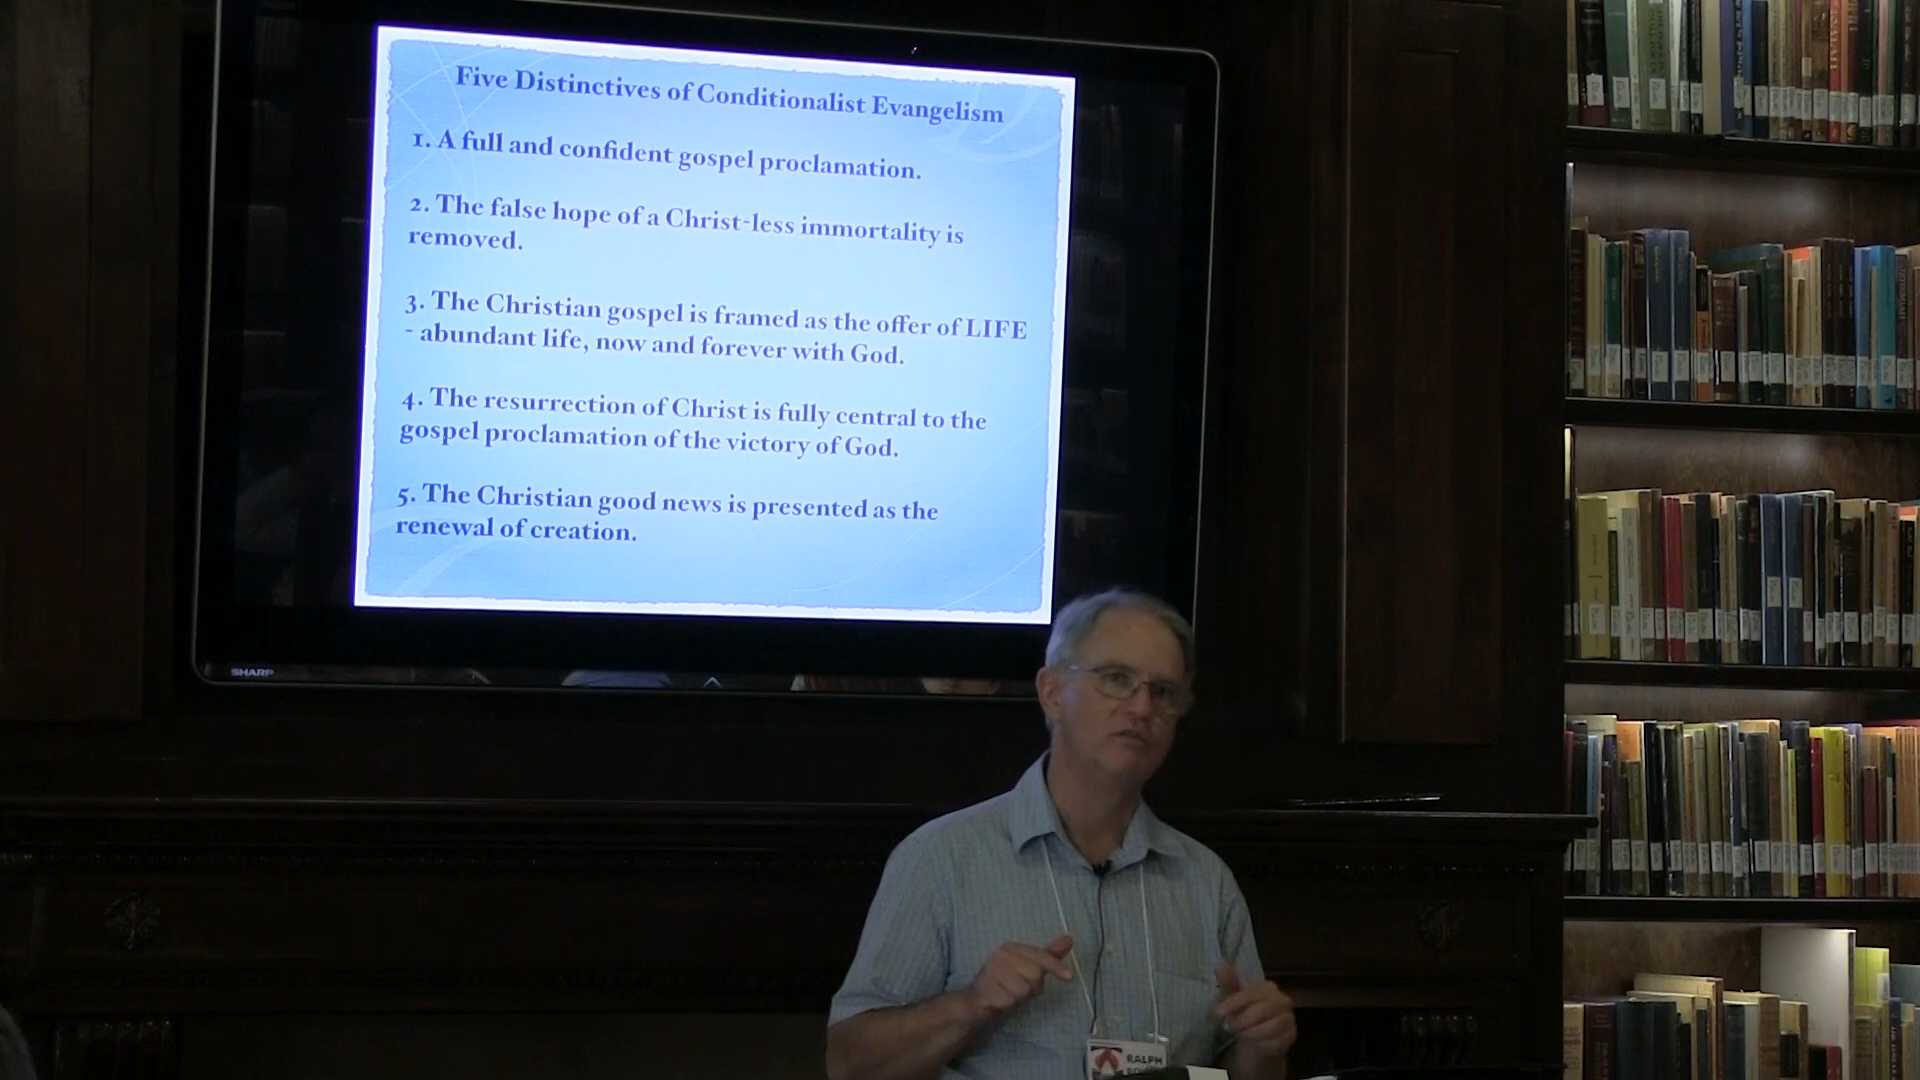 Five Distinctives of Conditionalist Evangelism
1. A full and confident gospel proclamation.
2. The false hope of a Christ-less immortality is
removed.
3. The Christian gospel is framed as the offer of LIFE
- abundant life, now and forever with God.
4. The resurrection of Christ is fully central to the
gospel proclamation of the victory of God.
5. The Christian good news is presented as the
renewal of creation.
SHARP
RALPH